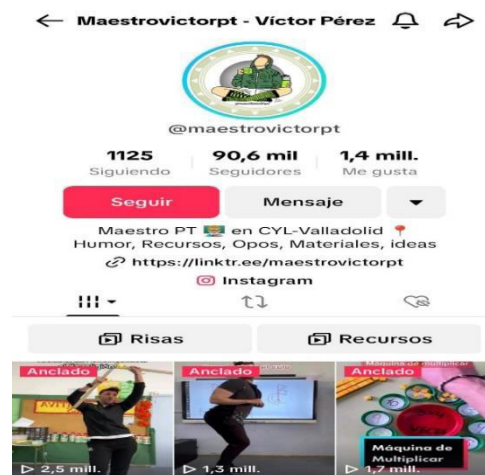 Maestrovictorpt - Víctor Pérez
@maestrovictorpt
1125 90,6 mil 1,4 mill.
Siguiendo Seguidores Me gusta
Seguir Mensaje
Maestro PT en CYL-Valladolid
Humor, Recursos, Opos, Materiales, ideas
https://linktr.ee/maestrovictorpt
Instagram
Risas Recursos
Anclado Anclado Anclado
Máquina de multiplicar
Máquina de
Multiplicar
2,5 mill. 1,3 mill. 1,7 mill.